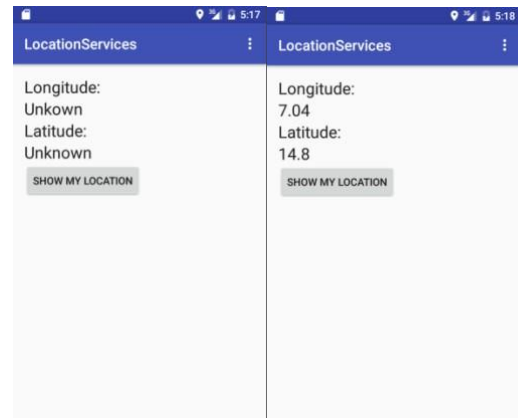 5:17
LocationServices
Longitude:
Unkown
Latitude:
Unknown
SHOW MY LOCATION
5:18
LocationServices
Longitude:
7.04
Latitude:
14.8
SHOW MY LOCATION